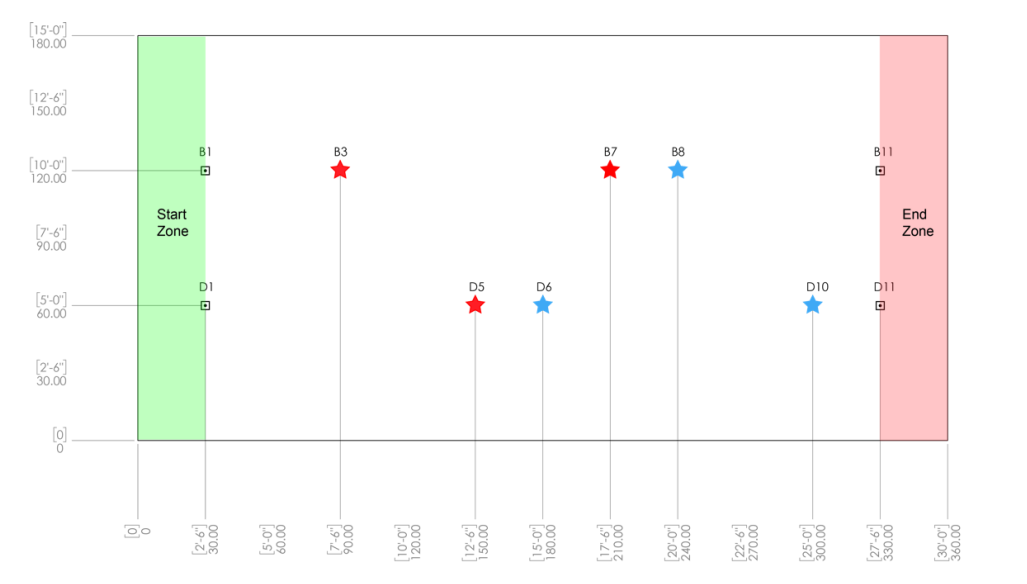 [15'-0"]
180.00
[12'-6"]
150.00
B1
B3
B7
B8
B11
[10'-0"]
120.00
Start
Zone
End
Zone
[7'-6"]
90.00
D1
D5
D6
D10
D11
[5'-0"]
60.00
[2'-6"]
30.00
[0]
0
[0]
0
[2'-6"]
30.00
[5'-0"]
60.00
[7'-6"]
90.00
[10'-0"]
120.00
[12'-6"]
150.00
[15'-0"]
180.00
[17'-6"]
210.00
[20'-0"]
240.00
[22'-6"]
270.00
[25'-0"]
300.00
[27'-6"]
330.00
[30'-0"]
360.00